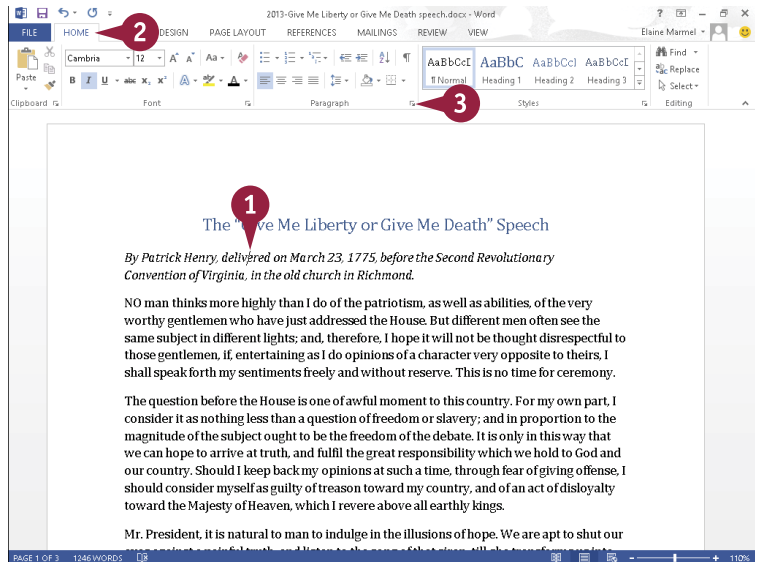 2013-Give Me Liberty or Give Me Death speech.docx - Word
FILE HOME DESIGN PAGE LAYOUT REFERENCES MAILINGS REVIEW VIEW Elaine Marmel
2
Paste
Cambria 12 A A Aa
B I U abc X₂ X² A A
AaBbCcI AaBbC AaBbCcI AaBbCcI
¶ Normal Heading 1 Heading 2 Heading 3
Find
Replace
Select
Clipboard Font Paragraph Styles Editing
3
1
The “Give Me Liberty or Give Me Death” Speech
By Patrick Henry, delivered on March 23, 1775, before the Second Revolutionary
Convention of Virginia, in the old church in Richmond.
NO man thinks more highly than I do of the patriotism, as well as abilities, of the very
worthy gentlemen who have just addressed the House. But different men often see the
same subject in different lights; and, therefore, I hope it will not be thought disrespectful to
those gentlemen, if, entertaining as I do opinions of a character very opposite to theirs, I
shall speak forth my sentiments freely and without reserve. This is no time for ceremony.
The question before the House is one of awful moment to this country. For my own part, I
consider it as nothing less than a question of freedom or slavery; and in proportion to the
magnitude of the subject ought to be the freedom of the debate. It is only in this way that
we can hope to arrive at truth, and fulfil the great responsibility which we hold to God and
our country. Should I keep back my opinions at such a time, through fear of giving offense, I
should consider myself as guilty of treason toward my country, and of an act of disloyalty
toward the Majesty of Heaven, which I revere above all earthly kings.
Mr. President, it is natural to man to indulge in the illusions of hope. We are apt to shut our
PAGE 1 OF 3 1246 WORDS 110%